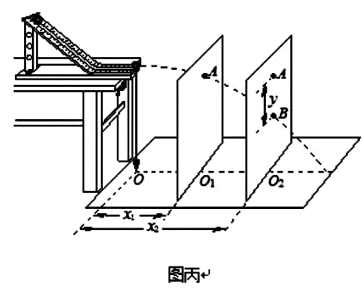 A
A
y
B
O
O₁
O₂
x₁
x₂
图丙↵